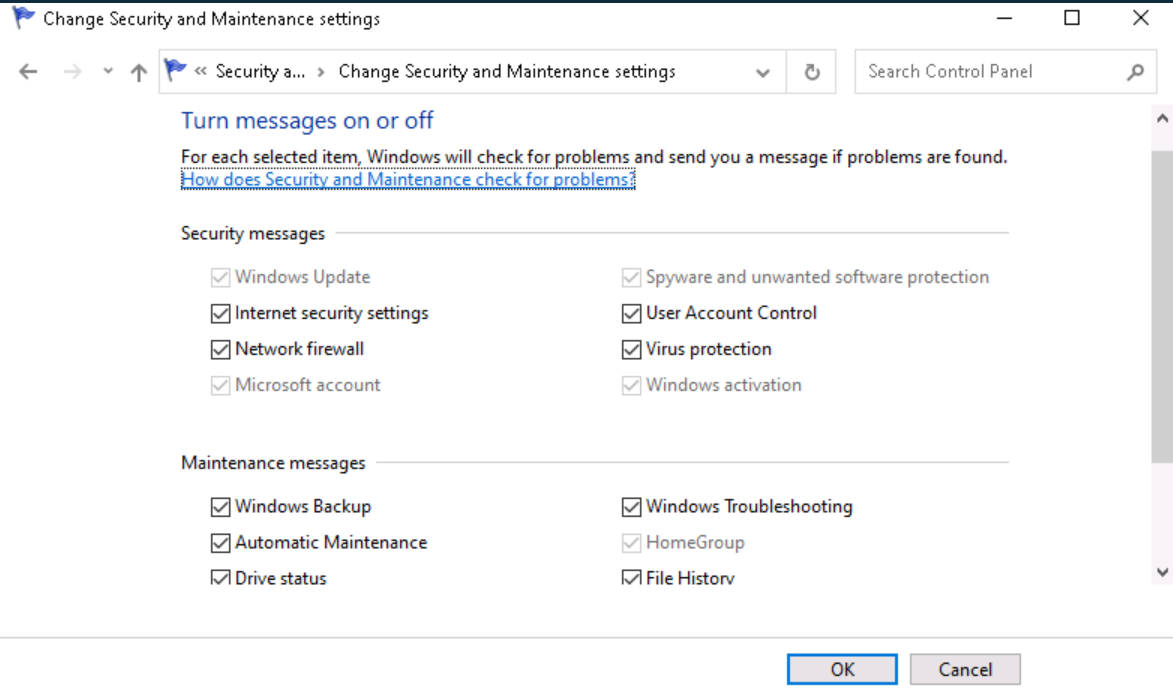 Change Security and Maintenance settings
« Security a... › Change Security and Maintenance settings
Search Control Panel
Turn messages on or off
For each selected item, Windows will check for problems and send you a message if problems are found.
How does Security and Maintenance check for problems?
Security messages
Windows Update Spyware and unwanted software protection
Internet security settings User Account Control
Network firewall Virus protection
Microsoft account Windows activation
Maintenance messages
Windows Backup Windows Troubleshooting
Automatic Maintenance HomeGroup
Drive status File History
OK Cancel